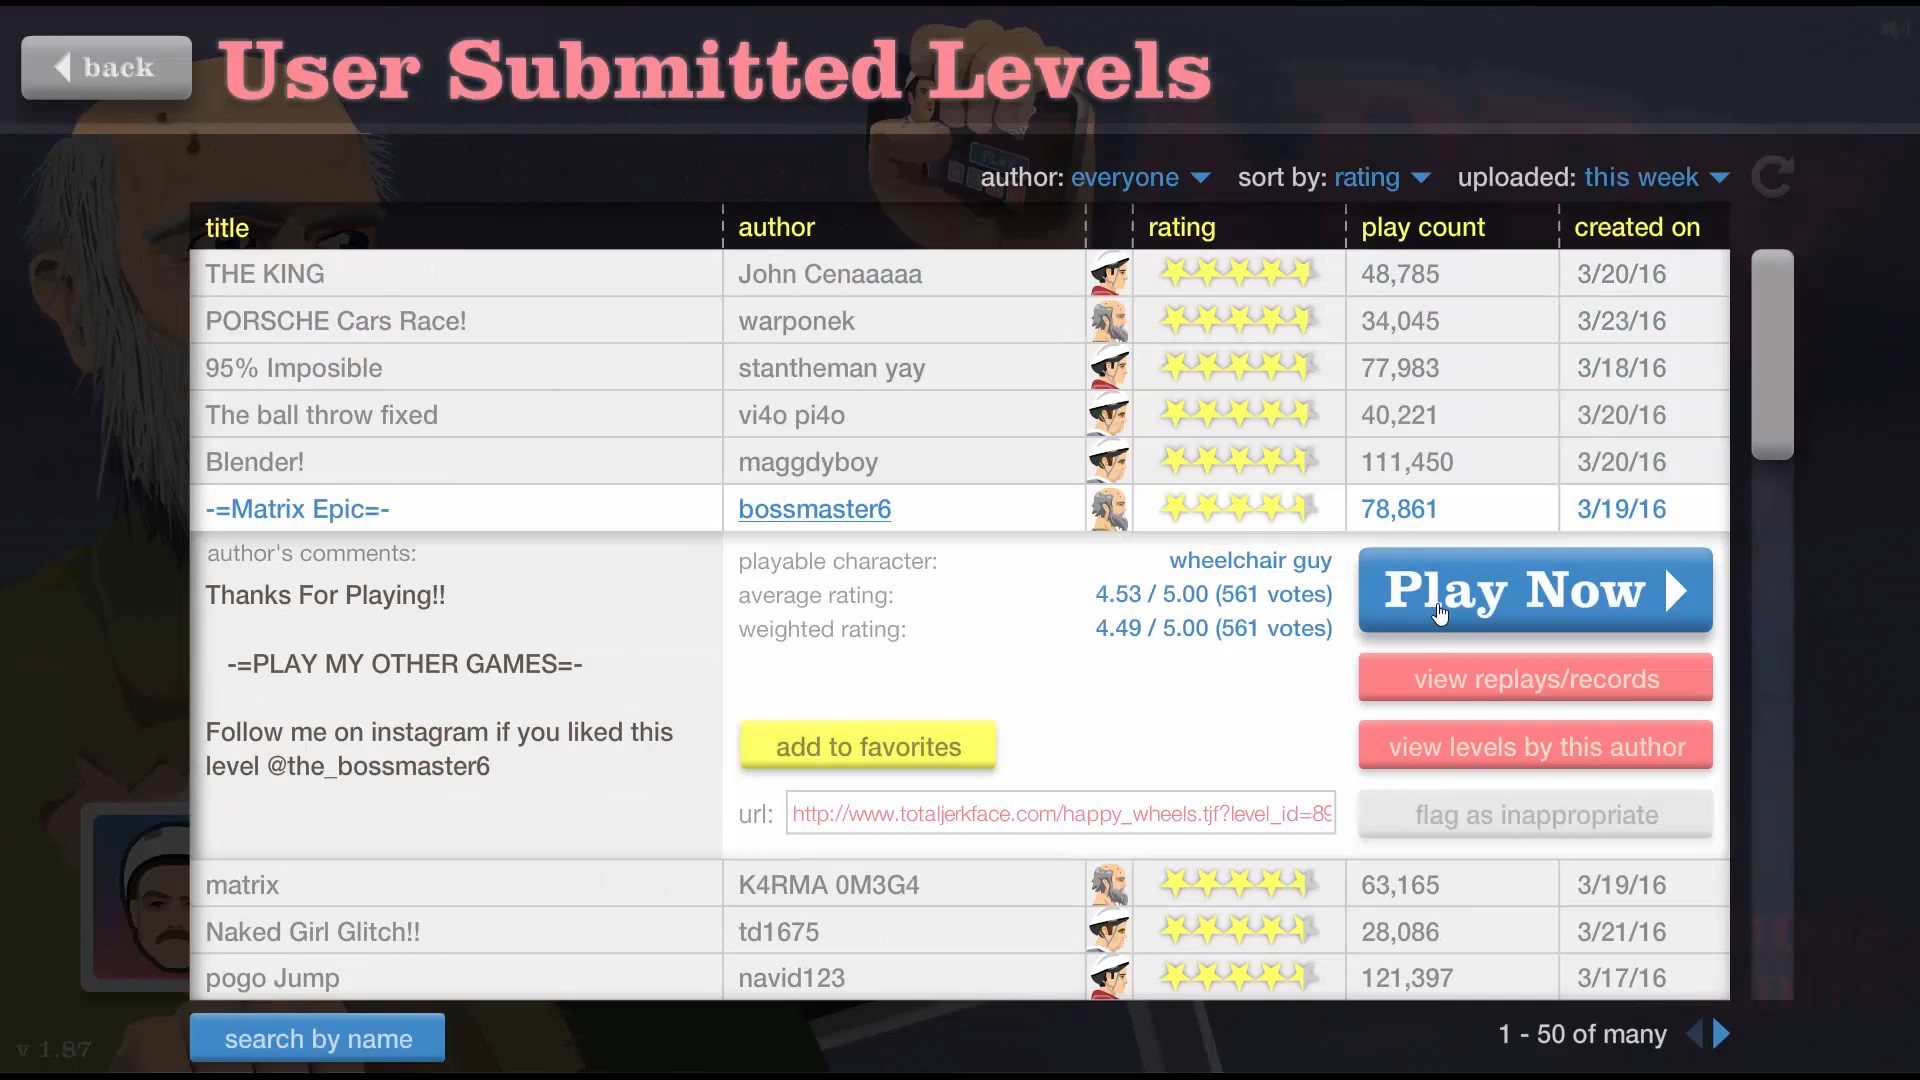 back
User Submitted Levels
author: everyone sort by: rating uploaded: this week
title author rating play count created on
THE KING John Cenaaaaa 48,785 3/20/16
PORSCHE Cars Race! warponek 34,045 3/23/16
95% Imposible stantheman yay 77,983 3/18/16
The ball throw fixed vi4o pi4o 40,221 3/20/16
Blender! maggdyboy 111,450 3/20/16
-=Matrix Epic=- bossmaster6 78,861 3/19/16
author's comments:
Thanks For Playing!!
-=PLAY MY OTHER GAMES=-
Follow me on instagram if you liked this
level @the_bossmaster6
playable character: wheelchair guy
average rating: 4.53 / 5.00 (561 votes)
weighted rating: 4.49 / 5.00 (561 votes)
add to favorites
url: http://www.totaljerkface.com/happy_wheels.tjf?level_id=89
Play Now
view replays/records
view levels by this author
flag as inappropriate
matrix K4RMA 0M3G4 63,165 3/19/16
Naked Girl Glitch!! td1675 28,086 3/21/16
pogo Jump navid123 121,397 3/17/16
search by name
1 - 50 of many
v 1.87